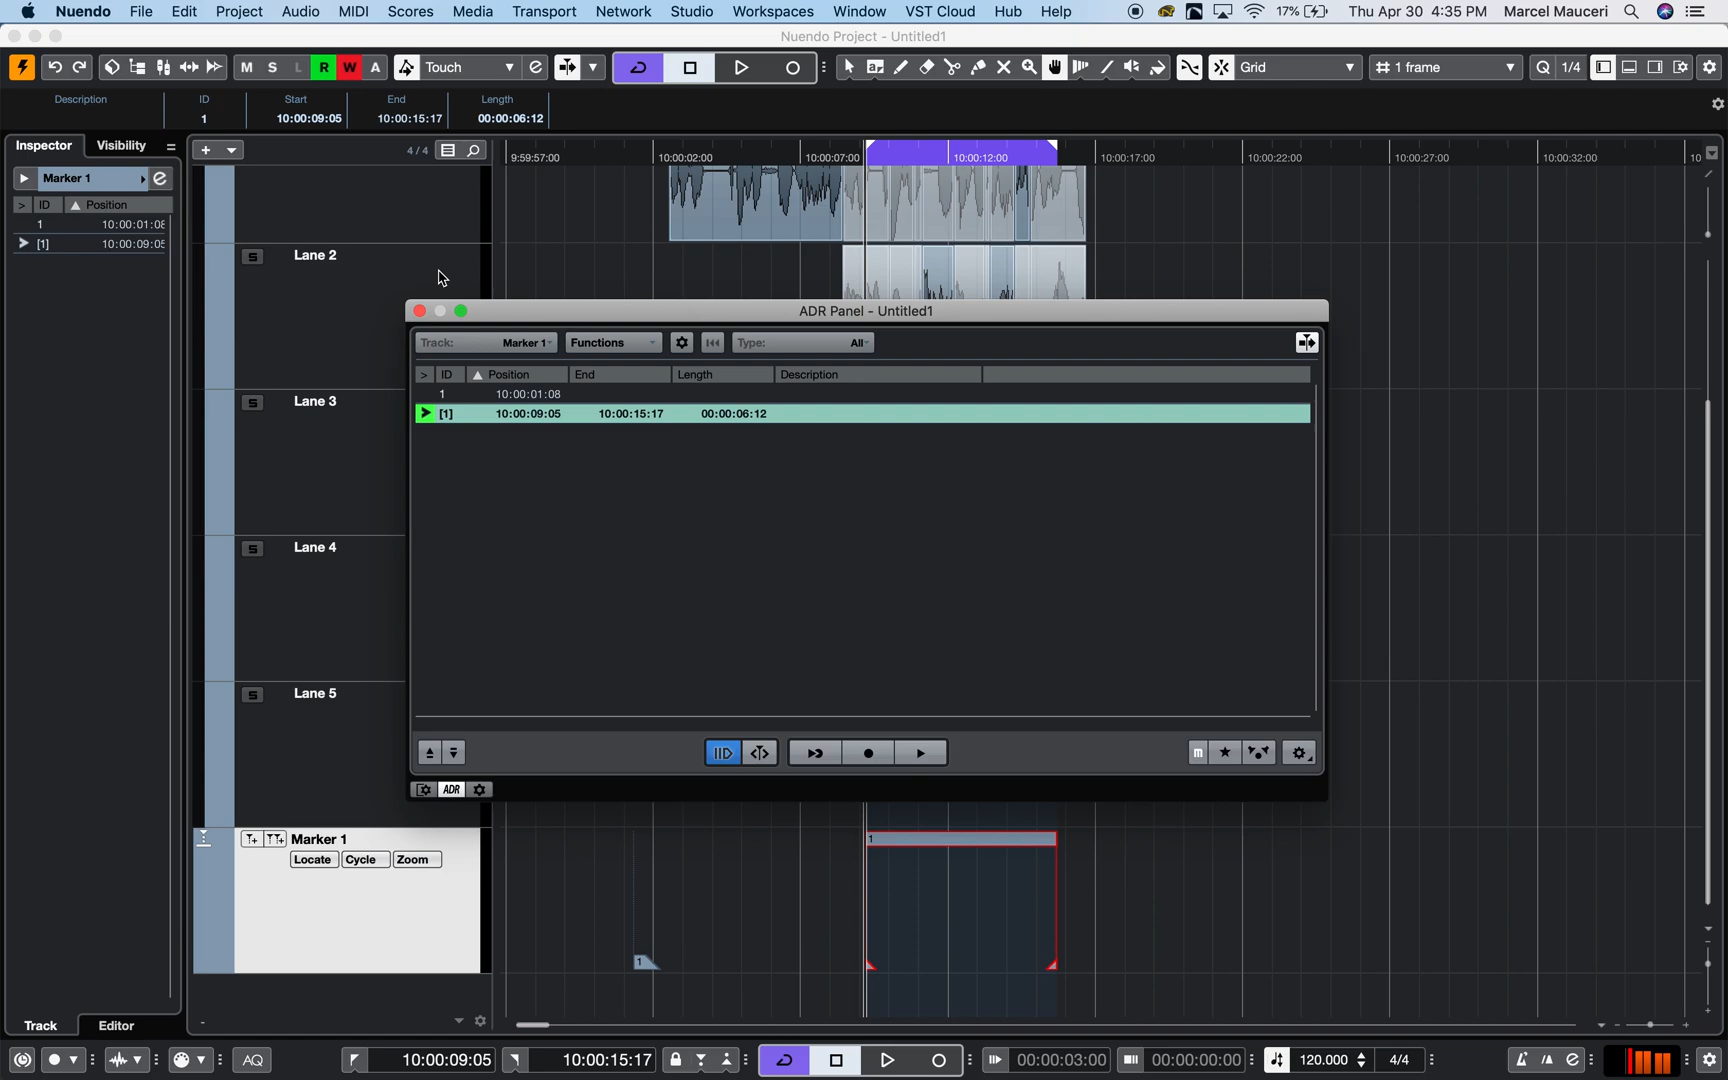 Nuendo File Edit Project Audio MIDI Scores Media Transport Network Studio Workspaces Window VST Cloud Hub Help 17% Thu Apr 30 4:35 PM Marcel Mauceri
Nuendo Project - Untitled1
M S L R W A Touch Grid 1 frame Q 1/4
Description ID Start End Length
1 10:00:09:05 10:00:15:17 00:00:06:12
Inspector Visibility
4/4
9:59:57:00 10:00:02:00 10:00:07:00 10:00:12:00 10:00:17:00 10:00:22:00 10:00:27:00 10:00:32:00 10
Marker 1
> ID Position
1 10:00:01:08
[1] 10:00:09:05
S Lane 2
S Lane 3
S Lane 4
S Lane 5
ADR Panel - Untitled1
Track: Marker 1 Functions Type: All
> ID Position End Length Description
1 10:00:01:08
[1] 10:00:09:05 10:00:15:17 00:00:06:12
m
ADR
Marker 1
Locate Cycle Zoom
1
1
Track Editor
AQ 10:00:09:05 10:00:15:17 00:00:03:00 00:00:00:00 120.000 4/4